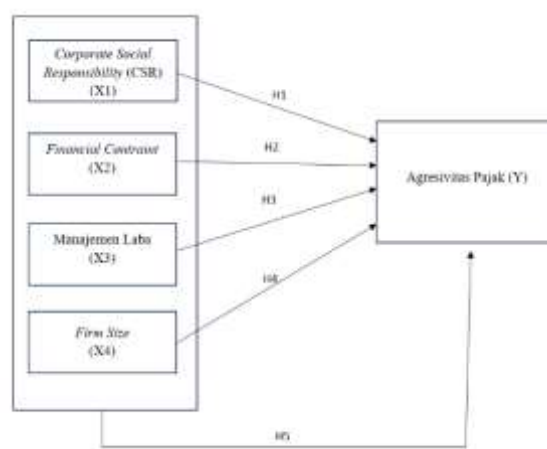 Corporate Social
Responsibility (CSR)
(X1)
H1
Financial Contraint
(X2)
H2
Agresivitas Pajak (Y)
H3
Manajemen Laba
(X3)
H4
Firm Size
(X4)
H5